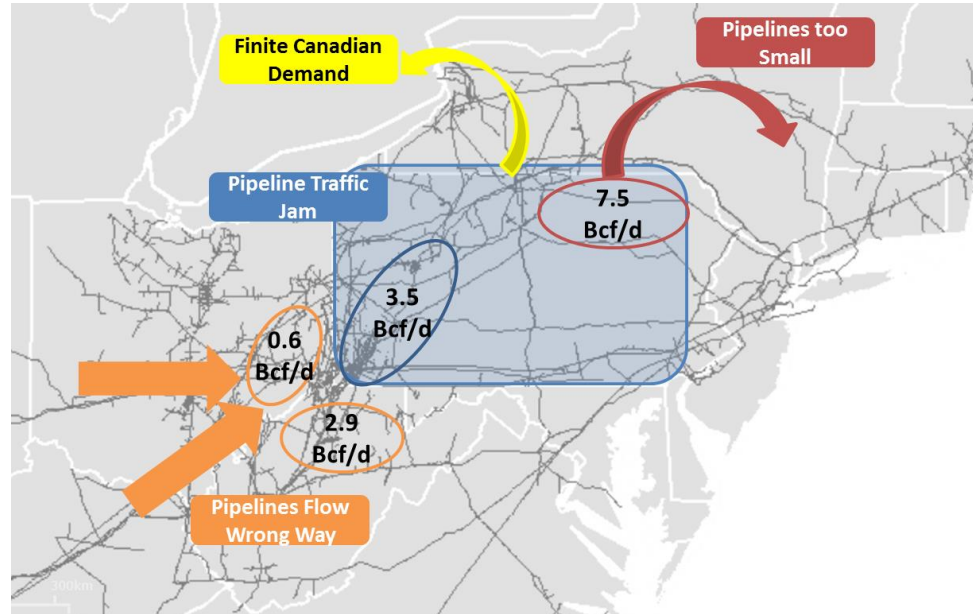 Finite Canadian
Demand
Pipelines too
Small
Pipeline Traffic
Jam
7.5
Bcf/d
3.5
Bcf/d
0.6
Bcf/d
2.9
Bcf/d
Pipelines Flow
Wrong Way
300km